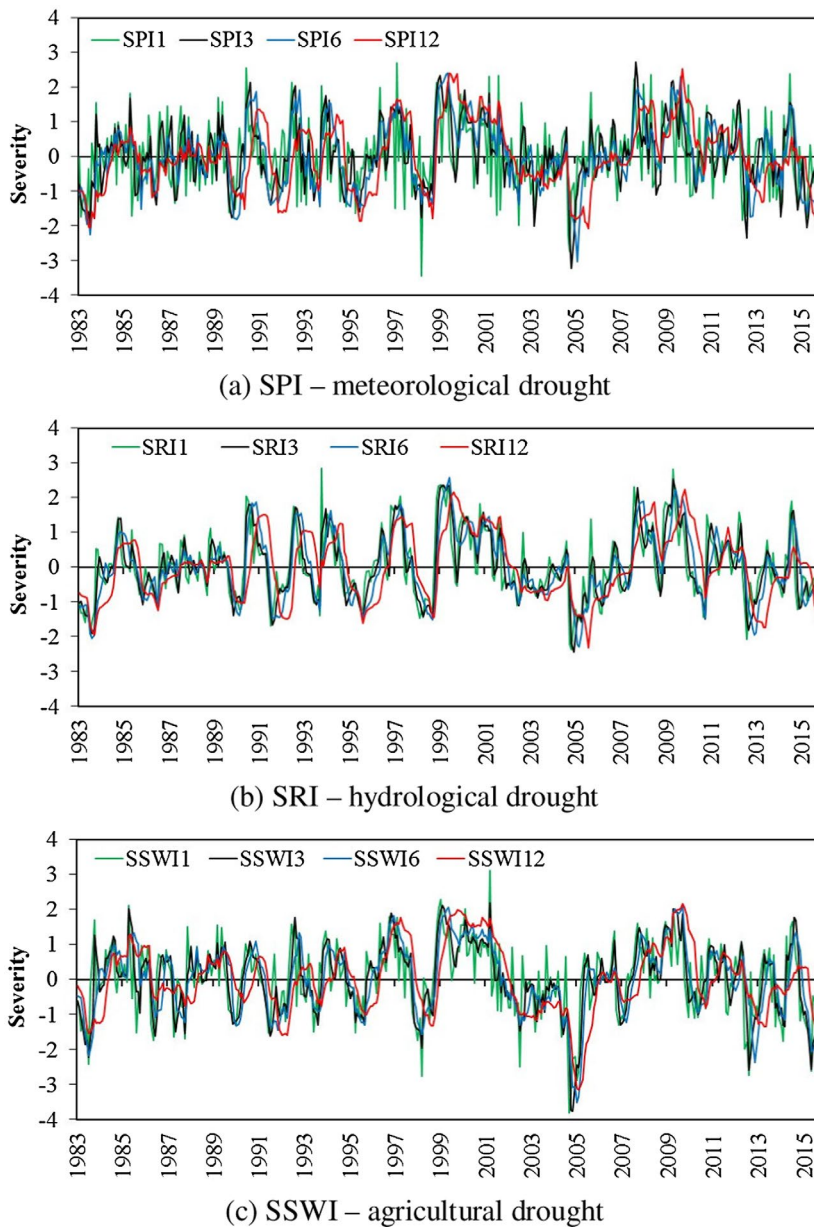 4
3
2
1
0
-1
-2
-3
-4
Severity
SPI1 SPI3 SPI6 SPI12
1983 1985 1987 1989 1991 1993 1995 1997 1999 2001 2003 2005 2007 2009 2011 2013 2015
(a) SPI – meteorological drought
4
3
2
1
0
-1
-2
-3
-4
Severity
SRI1 SRI3 SRI6 SRI12
1983 1985 1987 1989 1991 1993 1995 1997 1999 2001 2003 2005 2007 2009 2011 2013 2015
(b) SRI – hydrological drought
4
3
2
1
0
-1
-2
-3
-4
Severity
SSWI1 SSWI3 SSWI6 SSWI12
1983 1985 1987 1989 1991 1993 1995 1997 1999 2001 2003 2005 2007 2009 2011 2013 2015
(c) SSWI – agricultural drought